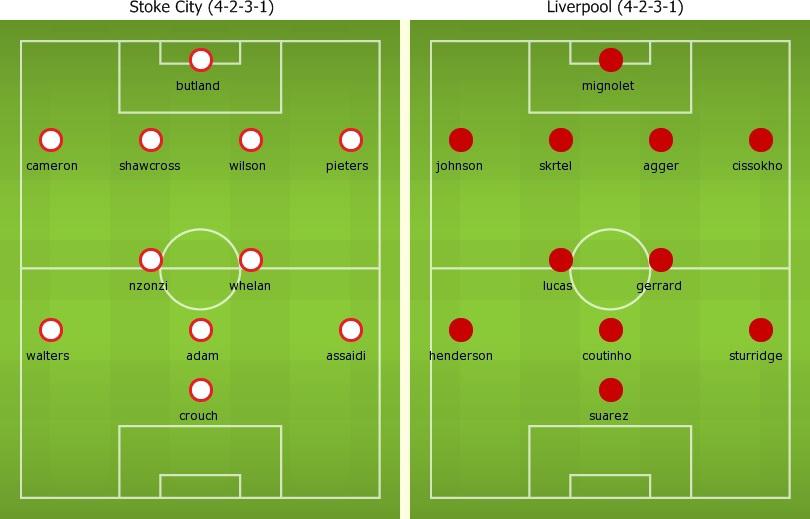 Stoke City (4-2-3-1)
butland
cameron shawcross wilson pieters
nzonzi whelan
walters adam assaidi
crouch
Liverpool (4-2-3-1)
mignolet
johnson skrtel agger cissokho
lucas gerrard
henderson coutinho sturridge
suarez